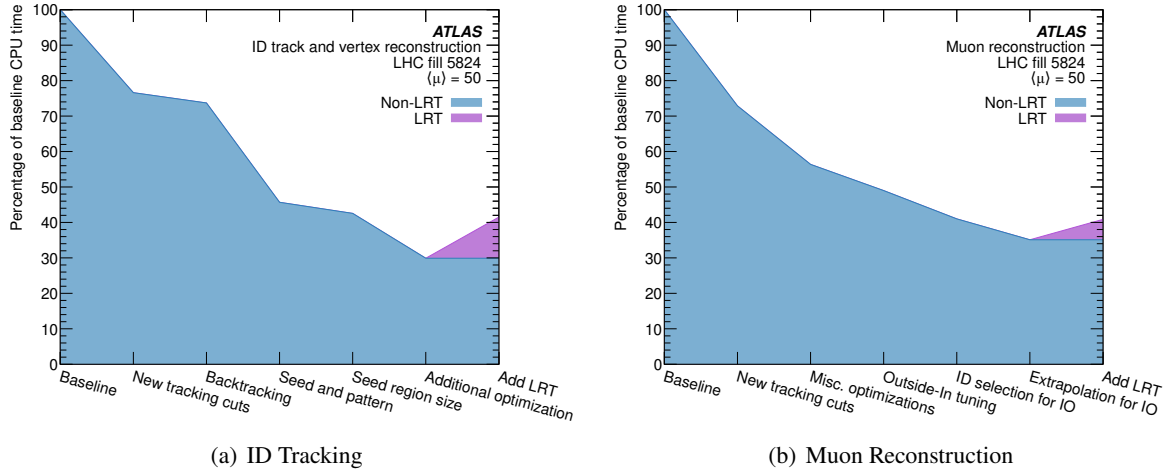 Percentage of baseline CPU time
100
90
80
70
60
50
40
30
20
10
0
ATLAS
ID track and vertex reconstruction
LHC fill 5824
⟨μ⟩ = 50
Non-LRT
LRT
Baseline
New tracking cuts
Backtracking
Seed and pattern
Seed region size
Additional optimization
Add LRT
(a) ID Tracking
Percentage of baseline CPU time
100
90
80
70
60
50
40
30
20
10
0
ATLAS
Muon reconstruction
LHC fill 5824
⟨μ⟩ = 50
Non-LRT
LRT
Baseline
New tracking cuts
Misc. optimizations
Outside-In tuning
ID selection for IO
Extrapolation for IO
Add LRT
(b) Muon Reconstruction